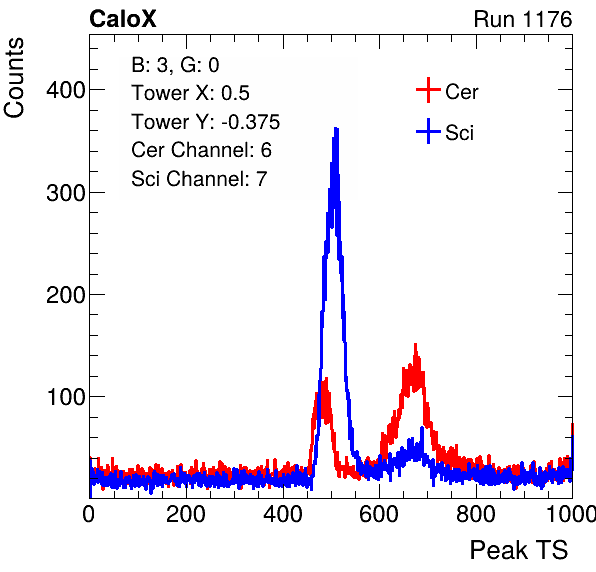 CaloX Run 1176
Counts
B: 3, G: 0
Tower X: 0.5
Tower Y: -0.375
Cer Channel: 6
Sci Channel: 7
Cer
Sci
400
300
200
100
0 200 400 600 800 1000
Peak TS